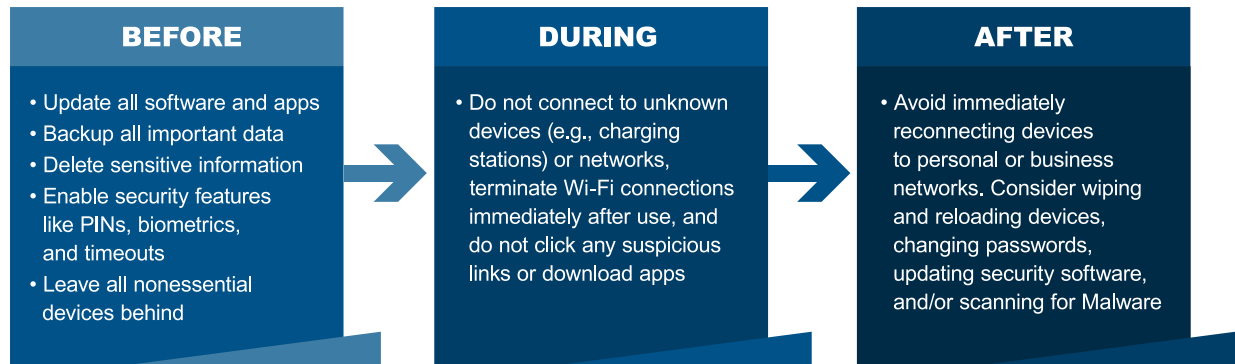 BEFORE
• Update all software and apps
• Backup all important data
• Delete sensitive information
• Enable security features
like PINs, biometrics,
and timeouts
• Leave all nonessential
devices behind
DURING
• Do not connect to unknown
devices (e.g., charging
stations) or networks,
terminate Wi-Fi connections
immediately after use, and
do not click any suspicious
links or download apps
AFTER
• Avoid immediately
reconnecting devices
to personal or business
networks. Consider wiping
and reloading devices,
changing passwords,
updating security software,
and/or scanning for Malware